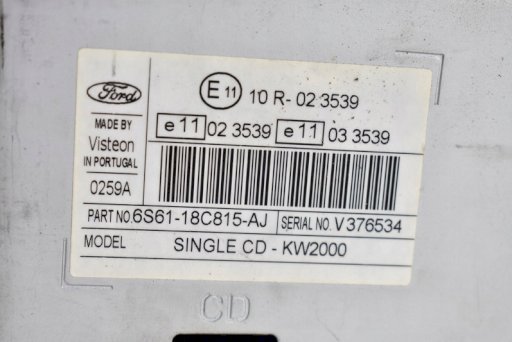 Ford
MADE BY
Visteon
IN PORTUGAL
0259A
E 11 10 R- 02 3539
e 11 02 3539 e 11 03 3539
PART NO. 6S61-18C815-AJ SERIAL NO. V376534
MODEL SINGLE CD - KW2000
CD